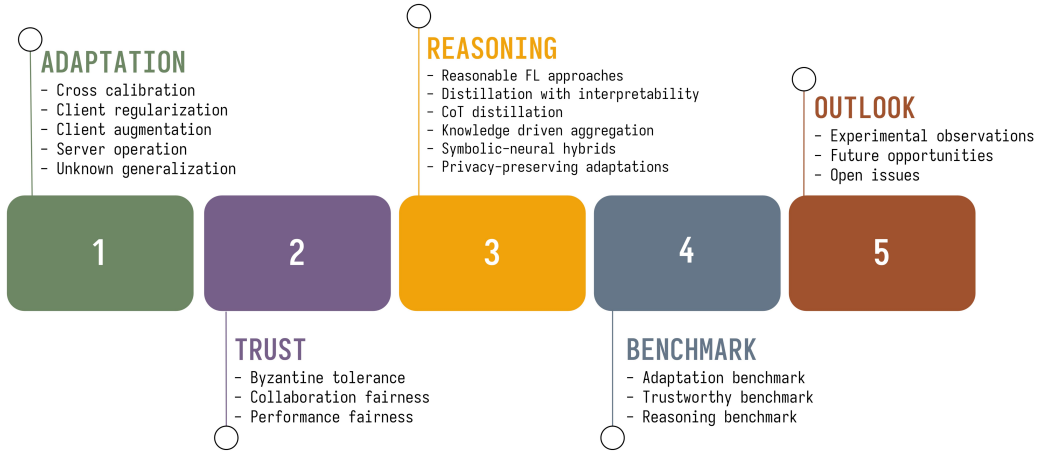 ADAPTATION
- Cross calibration
- Client regularization
- Client augmentation
- Server operation
- Unknown generalization
REASONING
- Reasonable FL approaches
- Distillation with interpretability
- CoT distillation
- Knowledge driven aggregation
- Symbolic-neural hybrids
- Privacy-preserving adaptations
OUTLOOK
- Experimental observations
- Future opportunities
- Open issues
1
2
3
4
5
TRUST
- Byzantine tolerance
- Collaboration fairness
- Performance fairness
BENCHMARK
- Adaptation benchmark
- Trustworthy benchmark
- Reasoning benchmark